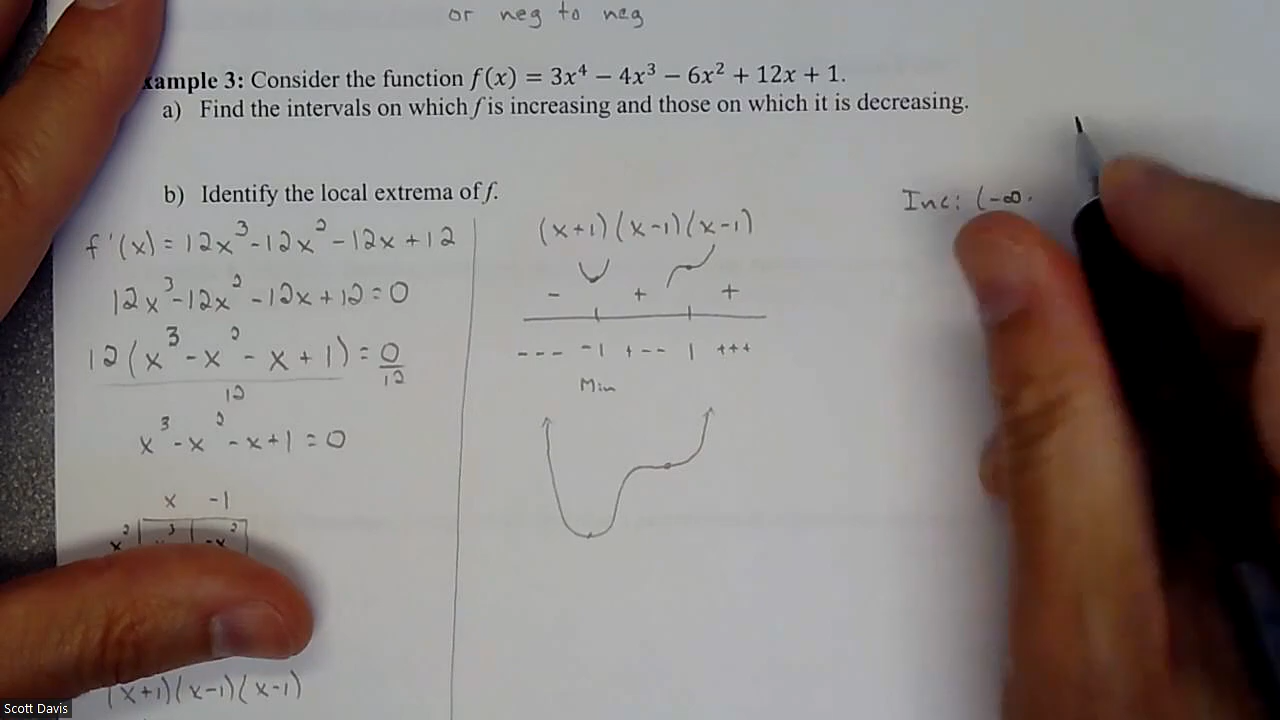 or neg to neg
xample 3: Consider the function f(x) = 3x⁴ − 4x³ − 6x² + 12x + 1.
a) Find the intervals on which f is increasing and those on which it is decreasing.
b) Identify the local extrema of f.
f'(x) = 12x³-12x²-12x+12
12x³-12x²-12x+12=0
12(x³-x²-x+1) = 0
12 12
x³-x²-x+1=0
x -1
x² 3 -x²
(x+1)(x-1)(x-1)
(x+1)(x-1)(x-1)
- + +
--- -1 +-- 1 +++
Min
Inc: (-∞
Scott Davis